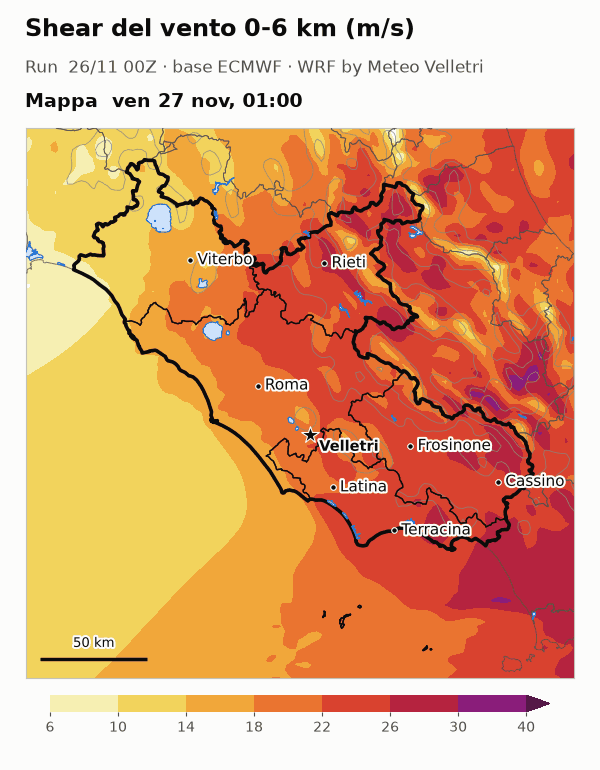 Shear del vento 0-6 km (m/s)
Run  26/11 00Z · base ECMWF · WRF by Meteo Velletri
Mappa  ven 27 nov, 01:00
Viterbo
Rieti
Roma
Velletri
Frosinone
Latina
Cassino
Terracina
50 km
6 10 14 18 22 26 30 40